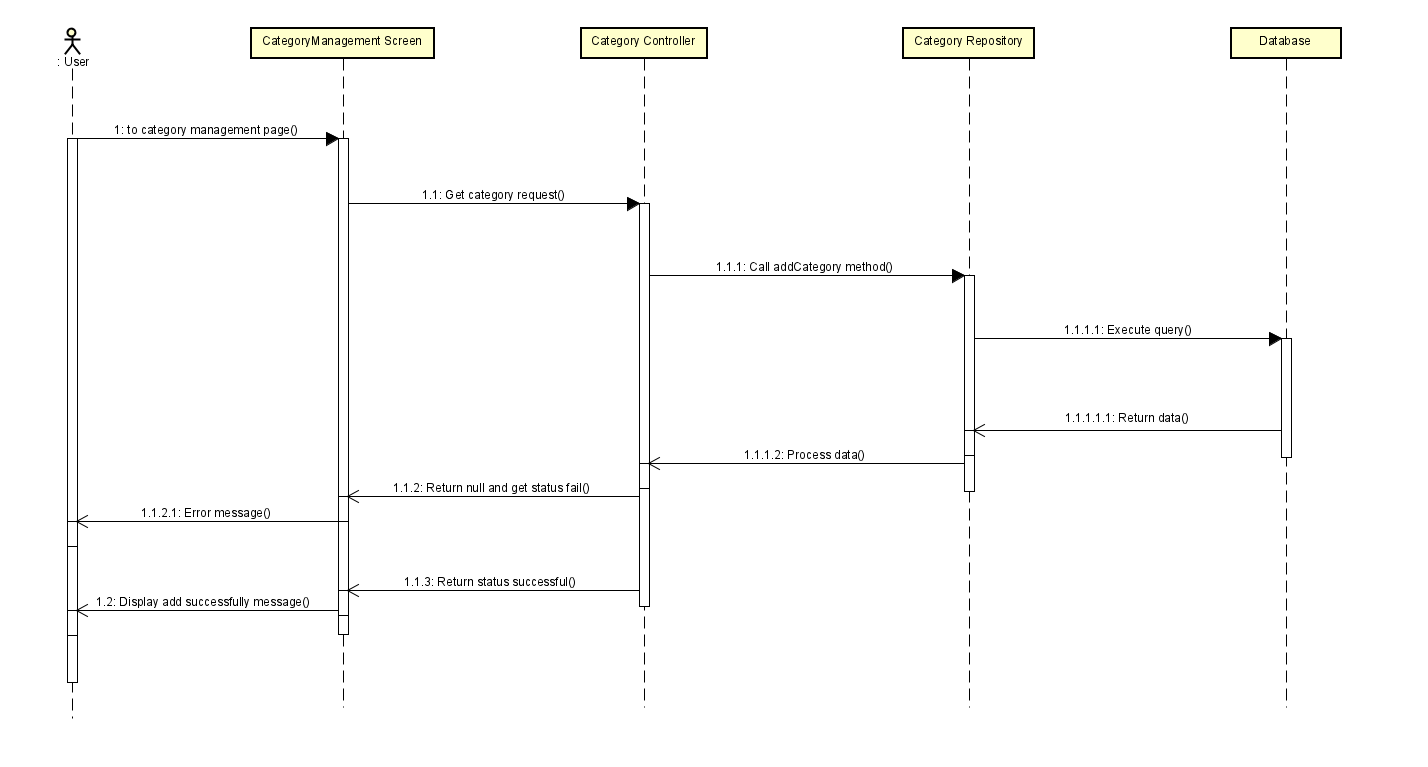 CategoryManagement Screen
Category Controller
Category Repository
Database
: User
1: to category management page()
1.1: Get category request()
1.1.1: Call addCategory method()
1.1.1.1: Execute query()
1.1.1.1.1: Return data()
1.1.1.2: Process data()
1.1.2: Return null and get status fail()
1.1.2.1: Error message()
1.1.3: Return status successful()
1.2: Display add successfully message()